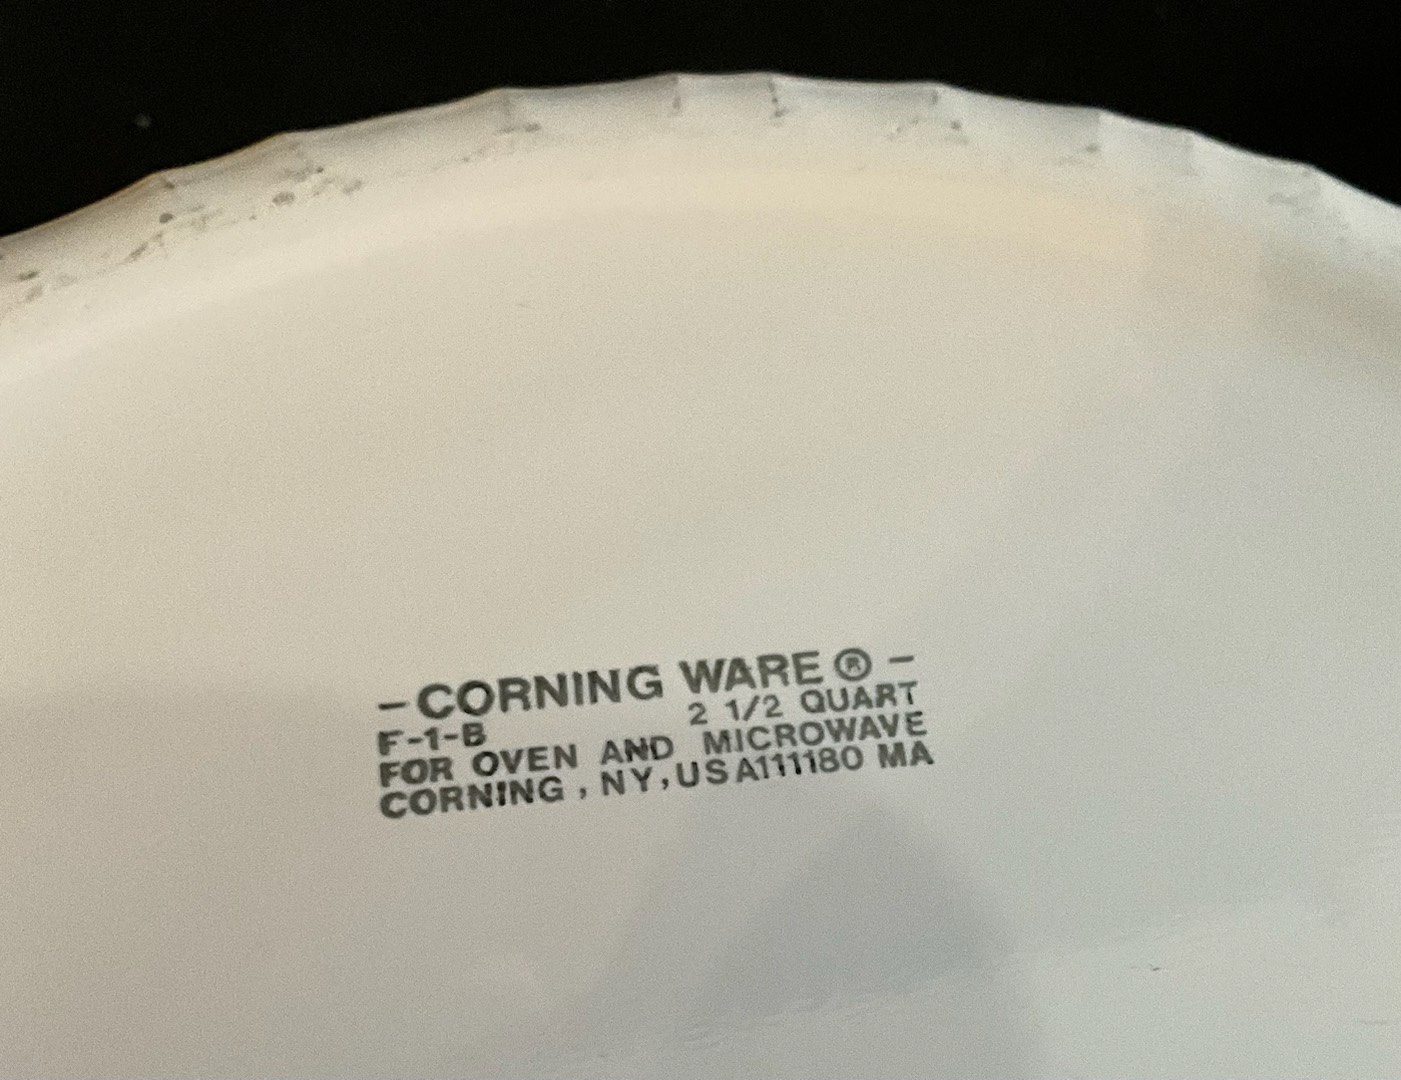 -CORNING WARE ® -
F-1-B 2 1/2 QUART
FOR OVEN AND MICROWAVE
CORNING , NY,USA111180 MA